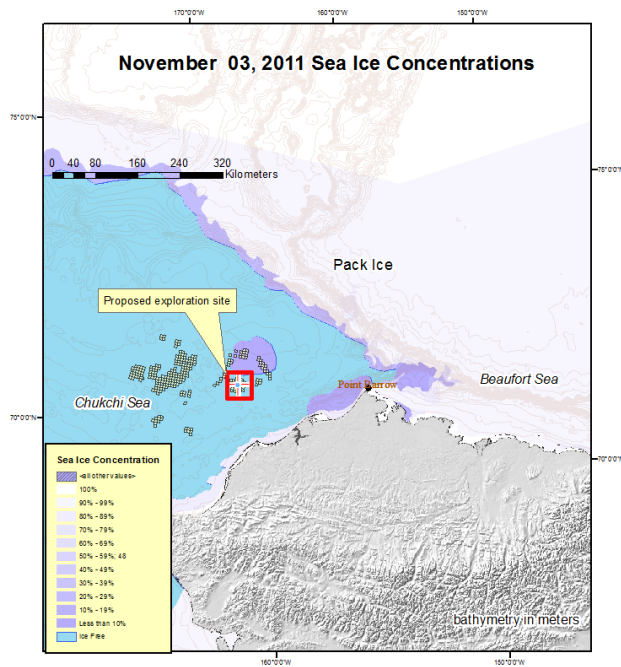 170°0'0"W 160°0'0"W 150°0'0"W
November 03, 2011 Sea Ice Concentrations
75°0'0"N
75°0'0"N
0 40 80 160 240 320
Kilometers
Pack Ice
Proposed exploration site
Point Barrow
Beaufort Sea
Chukchi Sea
70°0'0"N
70°0'0"N
Sea Ice Concentration
<all other values>
100%
90% - 99%
80% - 89%
70% - 79%
60% - 69%
50% - 59%; 48
40% - 49%
30% - 39%
20% - 29%
10% - 19%
Less than 10%
Ice Free
bathymetry in meters
160°0'0"W 150°0'0"W